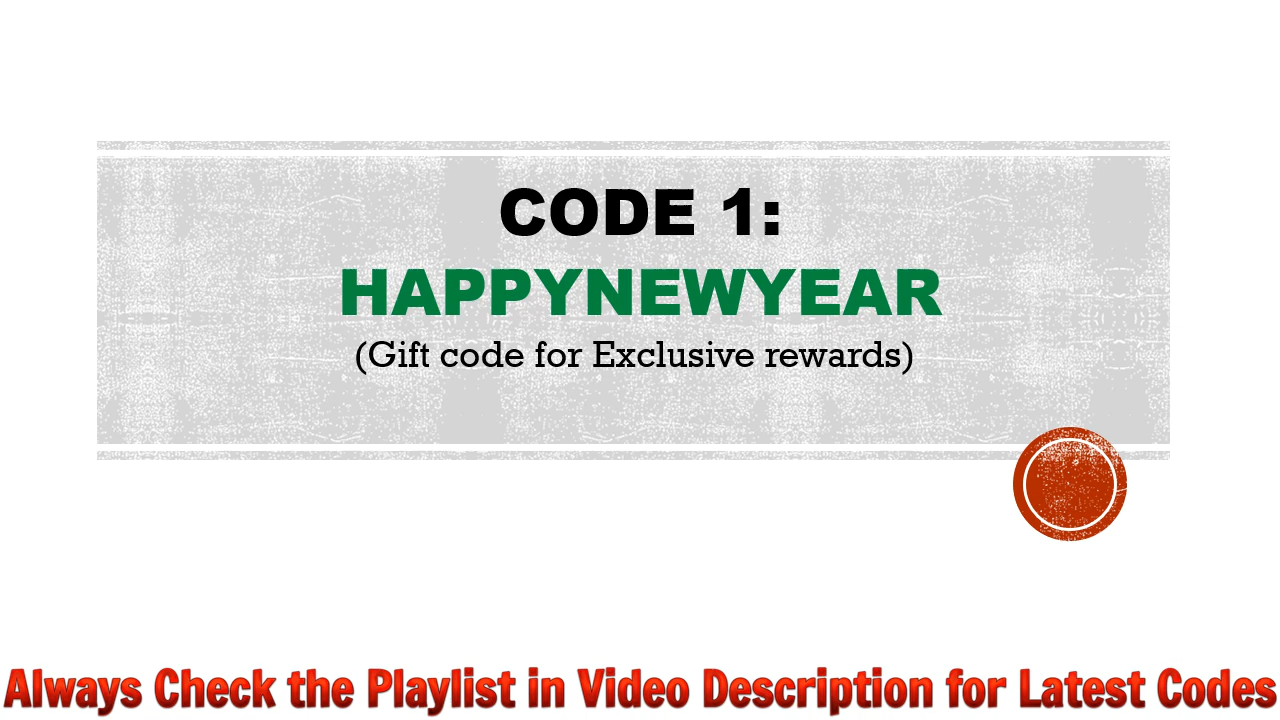 CODE 1:
HAPPYNEWYEAR
(Gift code for Exclusive rewards)
Always Check the Playlist in Video Description for Latest Codes